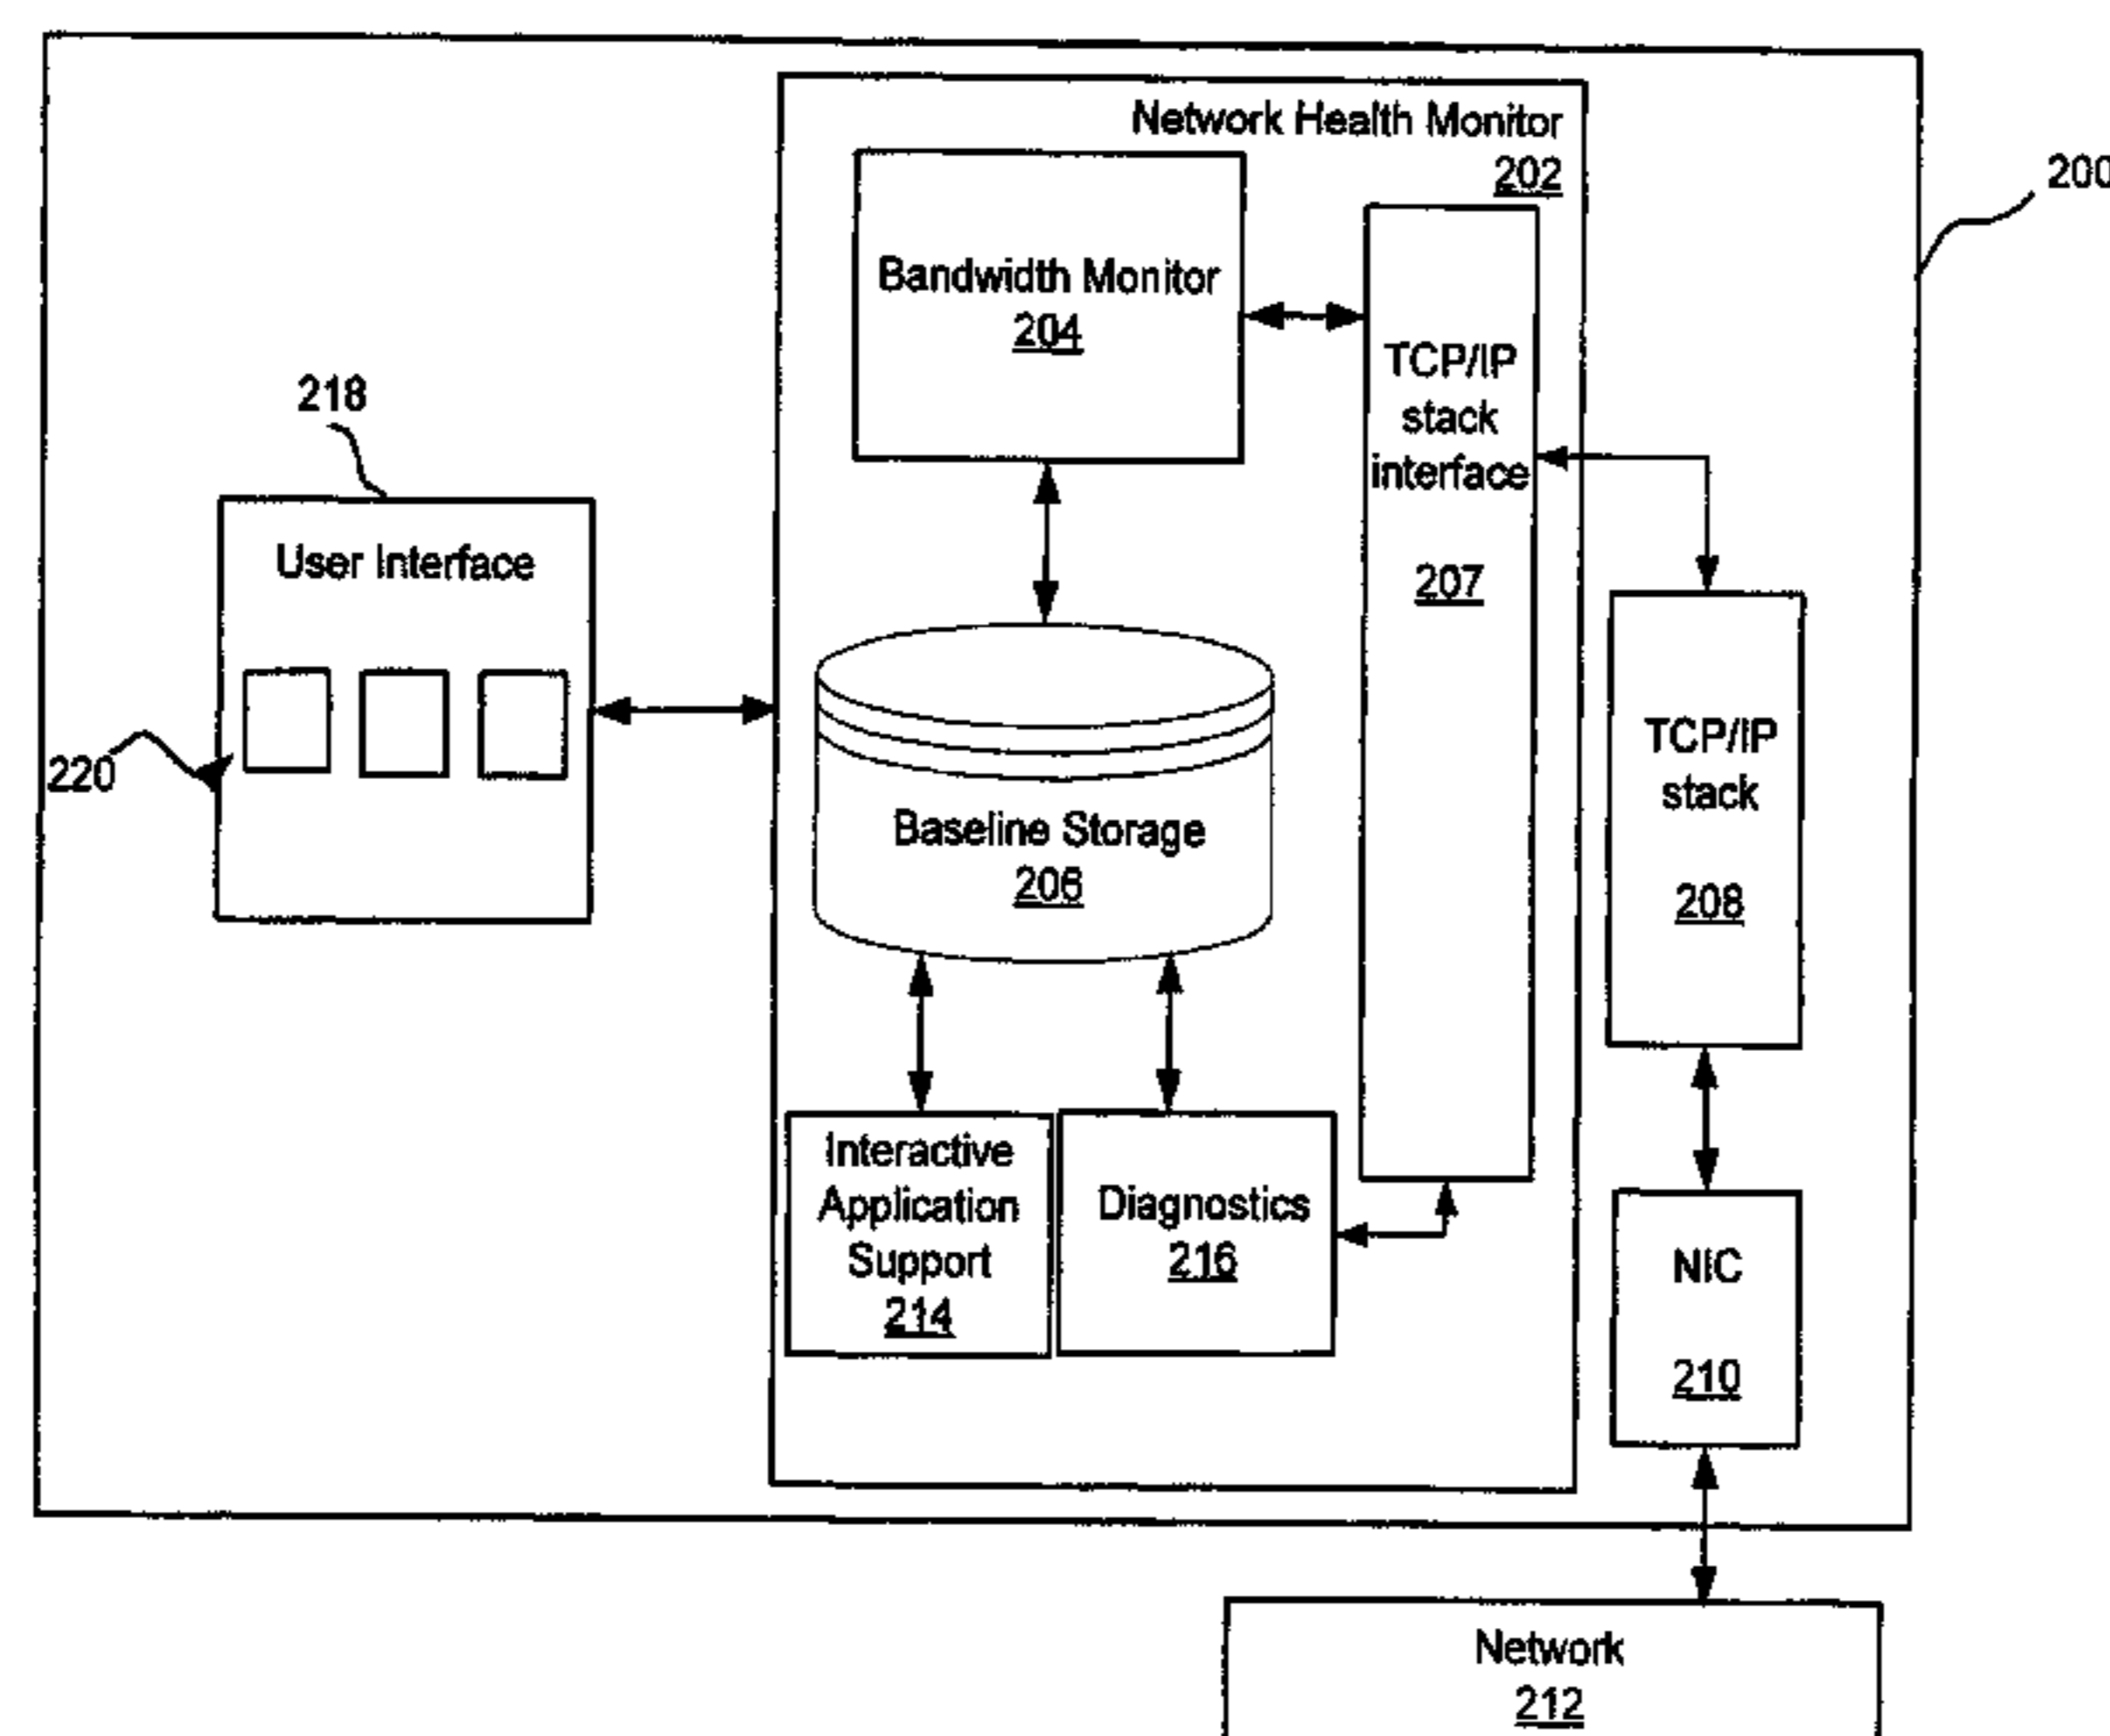 Network Health Monitor
202
200
Bandwidth Monitor
204
TCP/IP
stack
interface
207
218
User Interface
220
TCP/IP
stack
208
Baseline Storage
206
Interactive
Application
Support
214
Diagnostics
216
NIC
210
Network
212